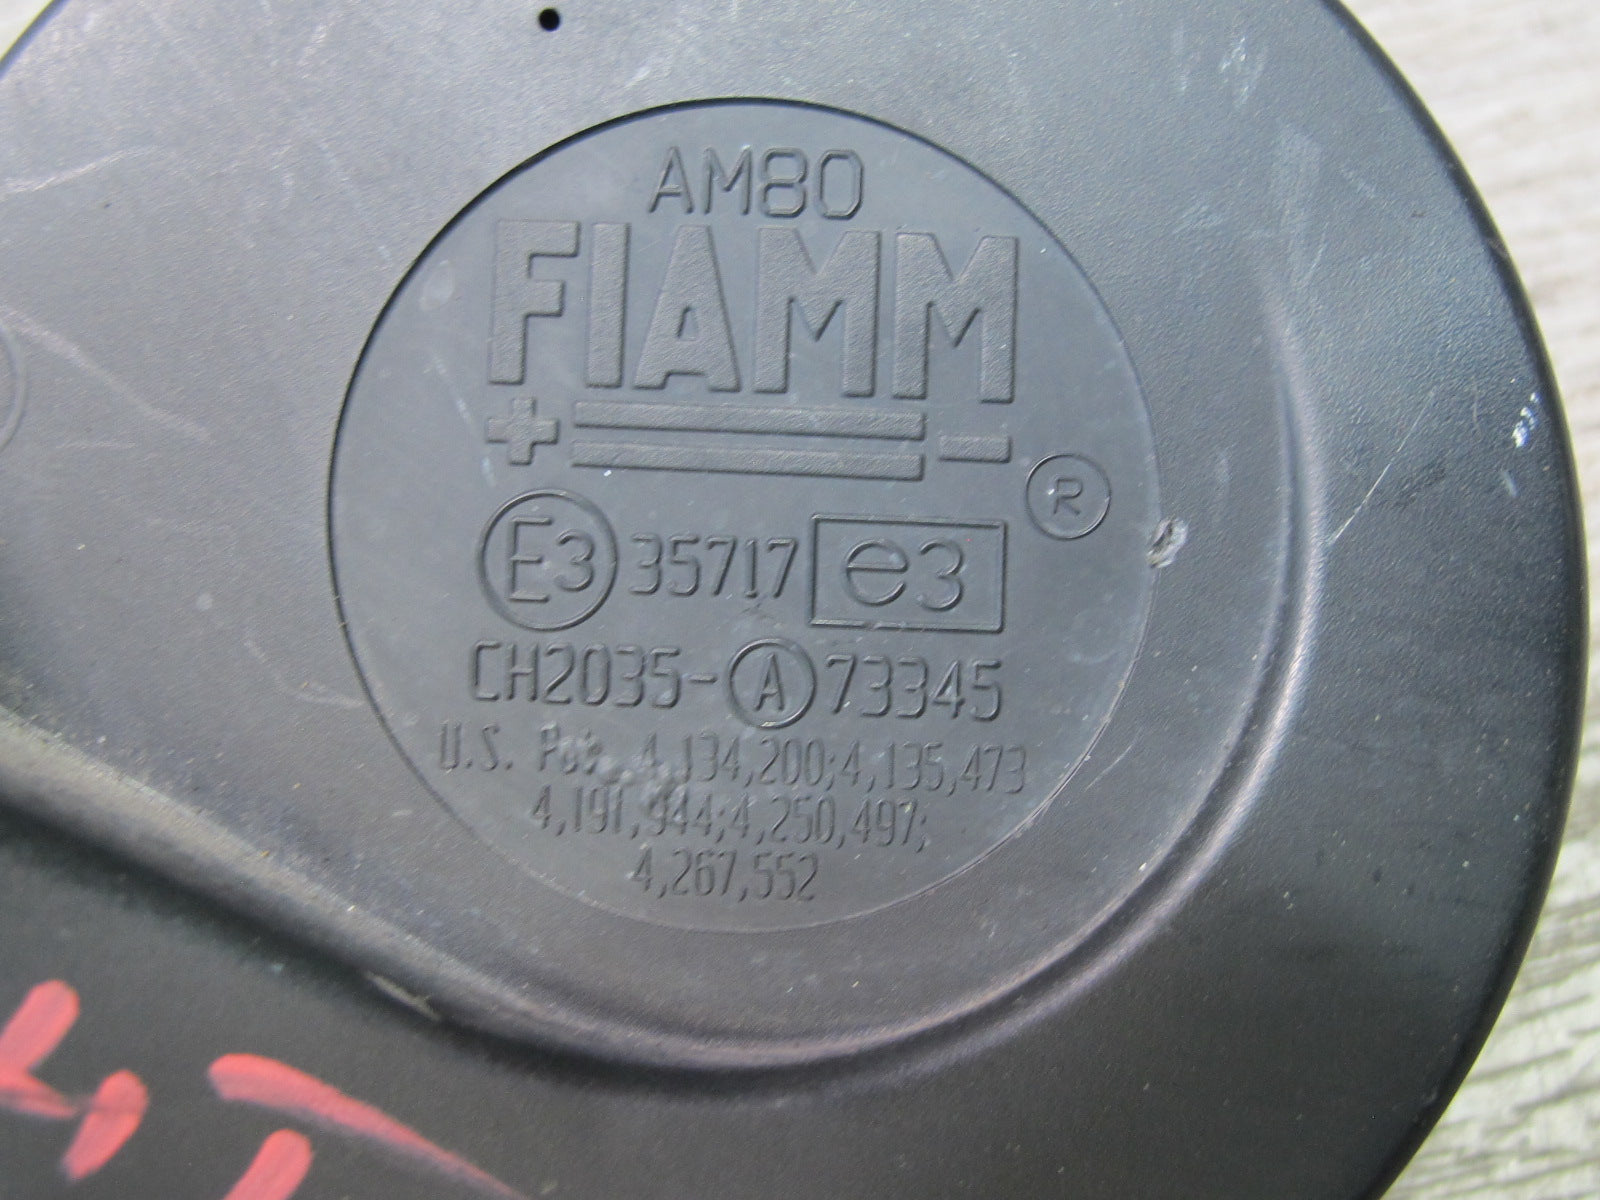 AM80
FIAMM
+ -
®
E3 35717 e3
CH2035-Ⓐ73345
U.S. Pat. 4,134,200;4,135,473
4,191,944;4,250,497;
4,267,552